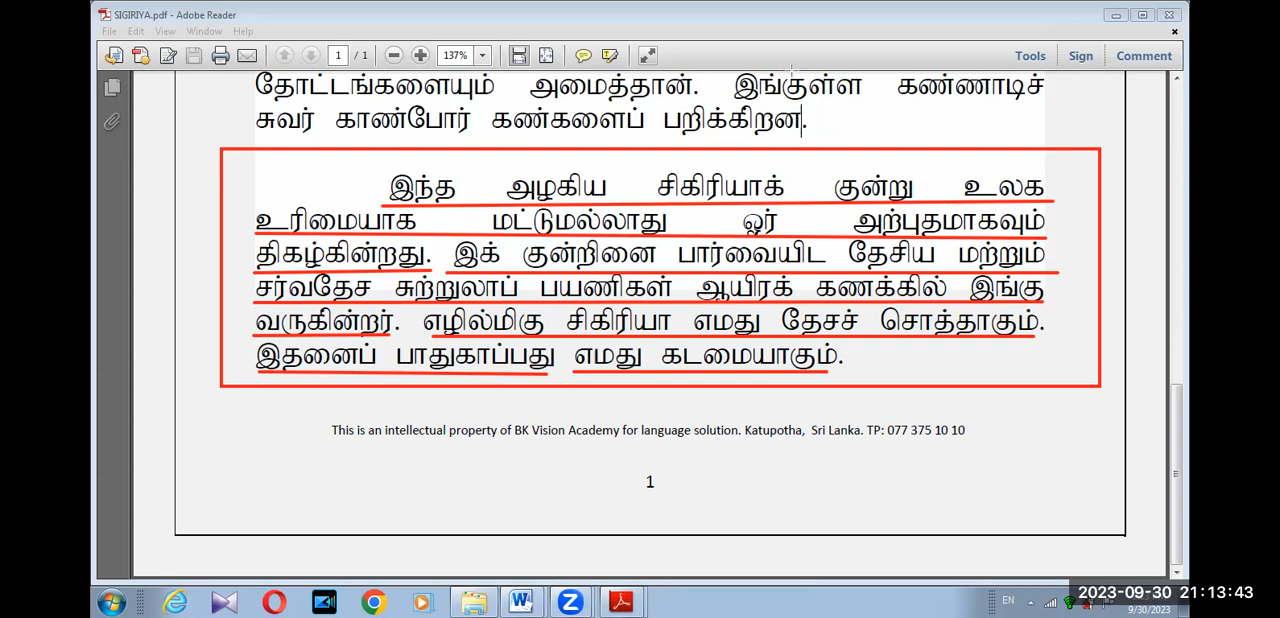 SIGIRIYA.pdf - Adobe Reader
File Edit View Window Help
1 / 1 137% Tools Sign Comment
தோட்டங்களையும் அமைத்தான். இங்குள்ள கண்ணாடிச்
சுவர் காண்போர் கண்களைப் பறிக்கிறன.
இந்த அழகிய சிகிரியாக் குன்று உலக
உரிமையாக மட்டுமல்லாது ஓர் அற்புதமாகவும்
திகழ்கின்றது. இக் குன்றினை பார்வையிட தேசிய மற்றும்
சர்வதேச சுற்றுலாப் பயணிகள் ஆயிரக் கணக்கில் இங்கு
வருகின்றர். எழில்மிகு சிகிரியா எமது தேசச் சொத்தாகும்.
இதனைப் பாதுகாப்பது எமது கடமையாகும்.
This is an intellectual property of BK Vision Academy for language solution. Katupotha, Sri Lanka. TP: 077 375 10 10
1
EN
2023-09-30 21:13:43
9/30/2023